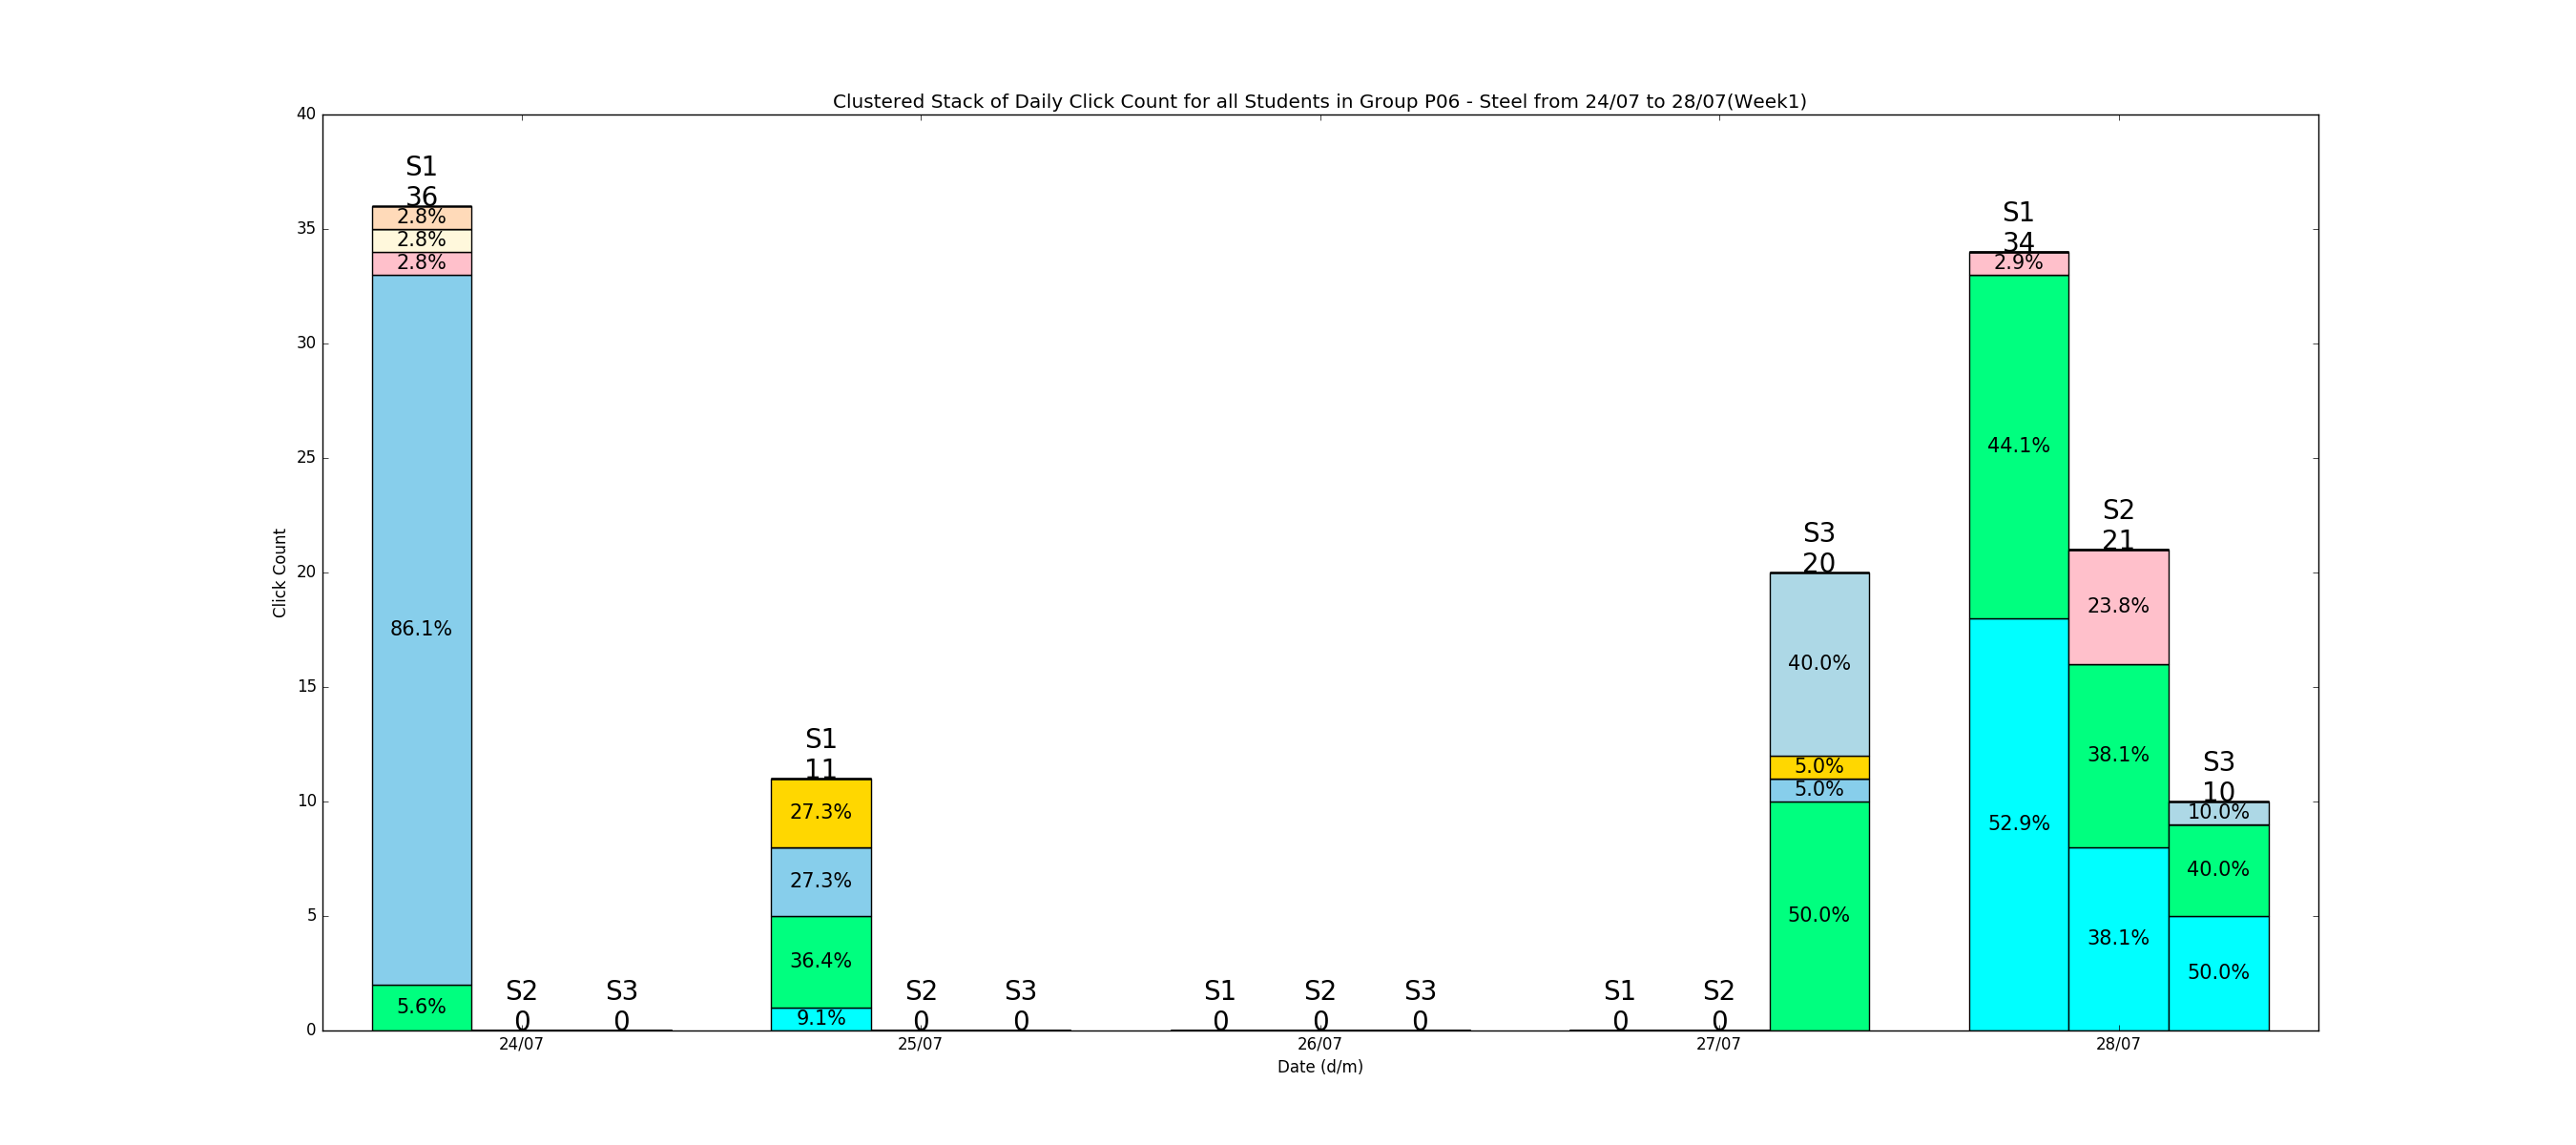 Clustered Stack of Daily Click Count for all Students in Group P06 - Steel from 24/07 to 28/07(Week1)
Click Count
40
35
30
25
20
15
10
5
0
S1
36
2.8%
2.8%
2.8%
86.1%
5.6%
S2
0
S3
0
S1
11
27.3%
27.3%
36.4%
9.1%
S2
0
S3
0
S1
0
S2
0
S3
0
S1
0
S2
0
S3
20
40.0%
5.0%
5.0%
50.0%
S1
34
2.9%
44.1%
52.9%
S2
21
23.8%
38.1%
38.1%
S3
10
10.0%
40.0%
50.0%
24/07
25/07
26/07
27/07
28/07
Date (d/m)